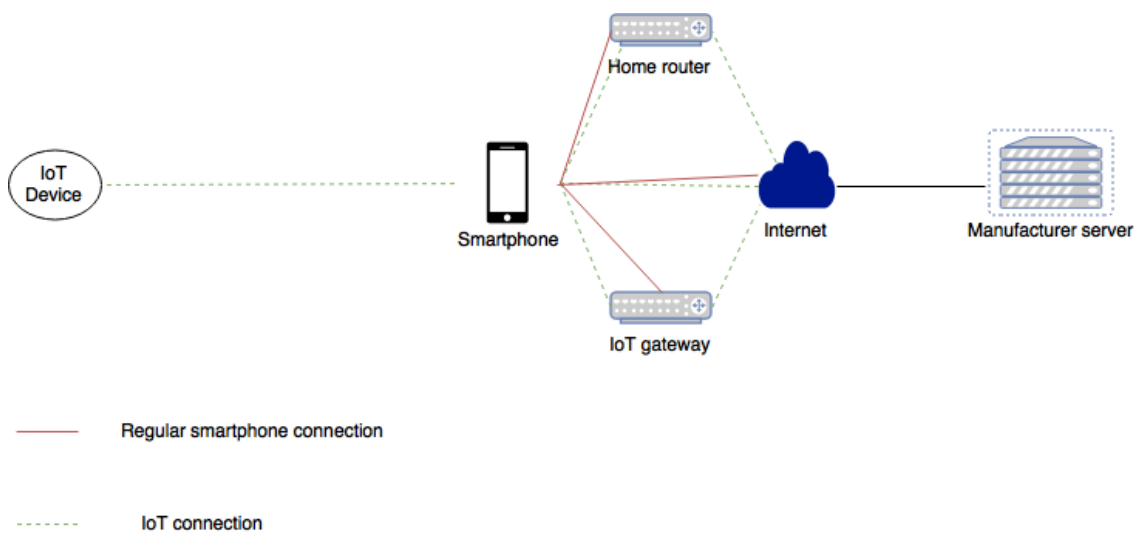 Home router
IoT
Device
Smartphone
Internet
Manufacturer server
IoT gateway
Regular smartphone connection
IoT connection